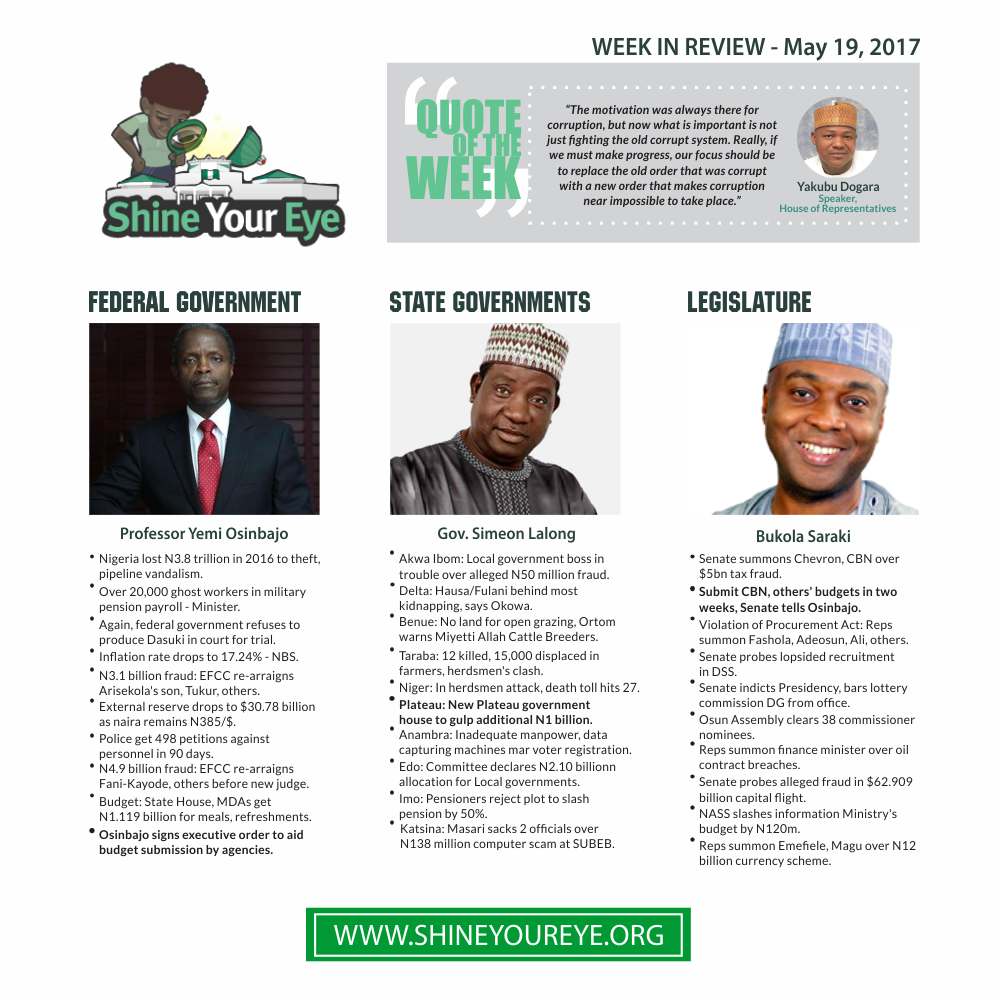 WEEK IN REVIEW - May 19, 2017
Shine Your Eye
QUOTE
OF THE
WEEK
“The motivation was always there for
corruption, but now what is important is not
just fighting the old corrupt system. Really, if
we must make progress, our focus should be
to replace the old order that was corrupt
with a new order that makes corruption
near impossible to take place.”
Yakubu Dogara
Speaker,
House of Representatives
FEDERAL GOVERNMENT
Professor Yemi Osinbajo
• Nigeria lost N3.8 trillion in 2016 to theft,
pipeline vandalism.
• Over 20,000 ghost workers in military
pension payroll - Minister.
• Again, federal government refuses to
produce Dasuki in court for trial.
• Inflation rate drops to 17.24% - NBS.
• N3.1 billion fraud: EFCC re-arraigns
Arisekola's son, Tukur, others.
• External reserve drops to $30.78 billion
as naira remains N385/$.
• Police get 498 petitions against
personnel in 90 days.
• N4.9 billion fraud: EFCC re-arraigns
Fani-Kayode, others before new judge.
• Budget: State House, MDAs get
N1.119 billion for meals, refreshments.
• Osinbajo signs executive order to aid
budget submission by agencies.
STATE GOVERNMENTS
Gov. Simeon Lalong
• Akwa Ibom: Local government boss in
trouble over alleged N50 million fraud.
• Delta: Hausa/Fulani behind most
kidnapping, says Okowa.
• Benue: No land for open grazing, Ortom
warns Miyetti Allah Cattle Breeders.
• Taraba: 12 killed, 15,000 displaced in
farmers, herdsmen's clash.
• Niger: In herdsmen attack, death toll hits 27.
• Plateau: New Plateau government
house to gulp additional N1 billion.
• Anambra: Inadequate manpower, data
capturing machines mar voter registration.
• Edo: Committee declares N2.10 billionn
allocation for Local governments.
• Imo: Pensioners reject plot to slash
pension by 50%.
• Katsina: Masari sacks 2 officials over
N138 million computer scam at SUBEB.
LEGISLATURE
Bukola Saraki
• Senate summons Chevron, CBN over
$5bn tax fraud.
• Submit CBN, others' budgets in two
weeks, Senate tells Osinbajo.
• Violation of Procurement Act: Reps
summon Fashola, Adeosun, Ali, others.
• Senate probes lopsided recruitment
in DSS.
• Senate indicts Presidency, bars lottery
commission DG from office.
• Osun Assembly clears 38 commissioner
nominees.
• Reps summon finance minister over oil
contract breaches.
• Senate probes alleged fraud in $62.909
billion capital flight.
• NASS slashes information Ministry's
budget by N120m.
• Reps summon Emefiele, Magu over N12
billion currency scheme.
WWW.SHINEYOUREYE.ORG